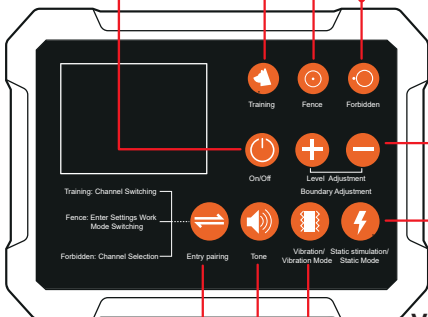 Training
Fence
Forbidden
On/Off
Level Adjustment
Boundary Adjustment
Training: Channel Switching
Fence: Enter Settings Work
Mode Switching
Forbidden: Channel Selection
Entry pairing
Tone
Vibration/
Vibration Mode
Static stimulation/
Static Mode